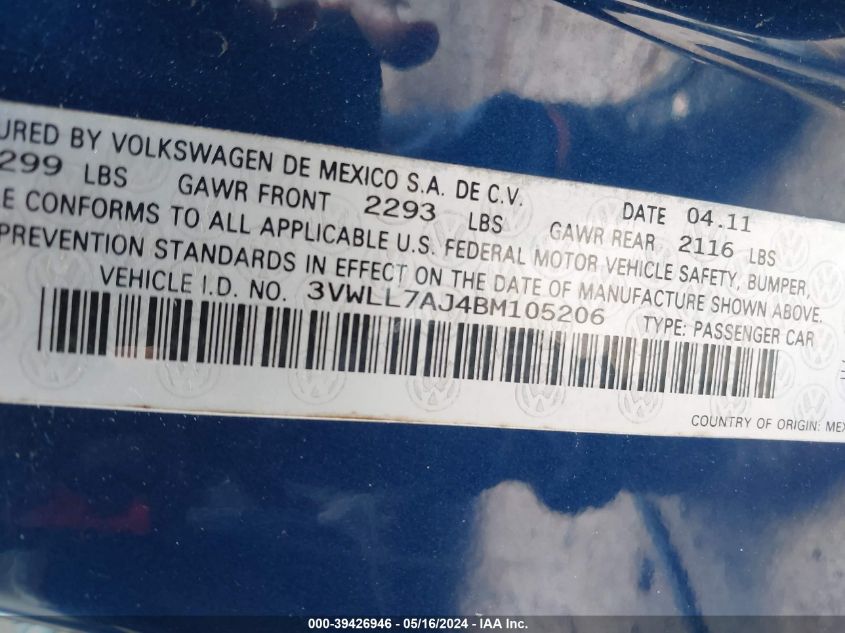 URED BY VOLKSWAGEN DE MEXICO S.A. DE C.V. DATE 04.11
299 LBS GAWR FRONT 2293 LBS GAWR REAR 2116 LBS
E CONFORMS TO ALL APPLICABLE U.S. FEDERAL MOTOR VEHICLE SAFETY, BUMPER,
PREVENTION STANDARDS IN EFFECT ON THE DATE OF MANUFACTURE SHOWN ABOVE.
VEHICLE I.D. NO. 3VWLL7AJ4BM105206 TYPE: PASSENGER CAR
COUNTRY OF ORIGIN: MEX
000-39426946 - 05/16/2024 - IAA Inc.